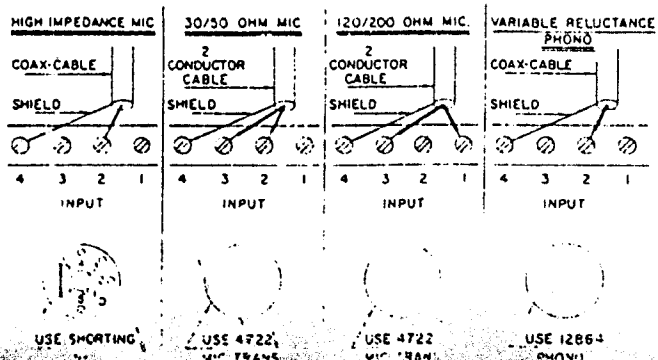 HIGH IMPEDANCE MIC
COAX-CABLE
SHIELD
4 3 2 1
INPUT
USE SHORTING
30/50 OHM MIC
2
CONDUCTOR
CABLE
SHIELD
4 3 2 1
INPUT
USE 4722
MIC TRANS
120/200 OHM MIC.
2
CONDUCTOR
CABLE
SHIELD
4 3 2 1
INPUT
USE 4722
MIC TRAN
VARIABLE RELUCTANCE
PHONO
COAX-CABLE
SHIELD
4 3 2 1
INPUT
USE 12864
PHONO